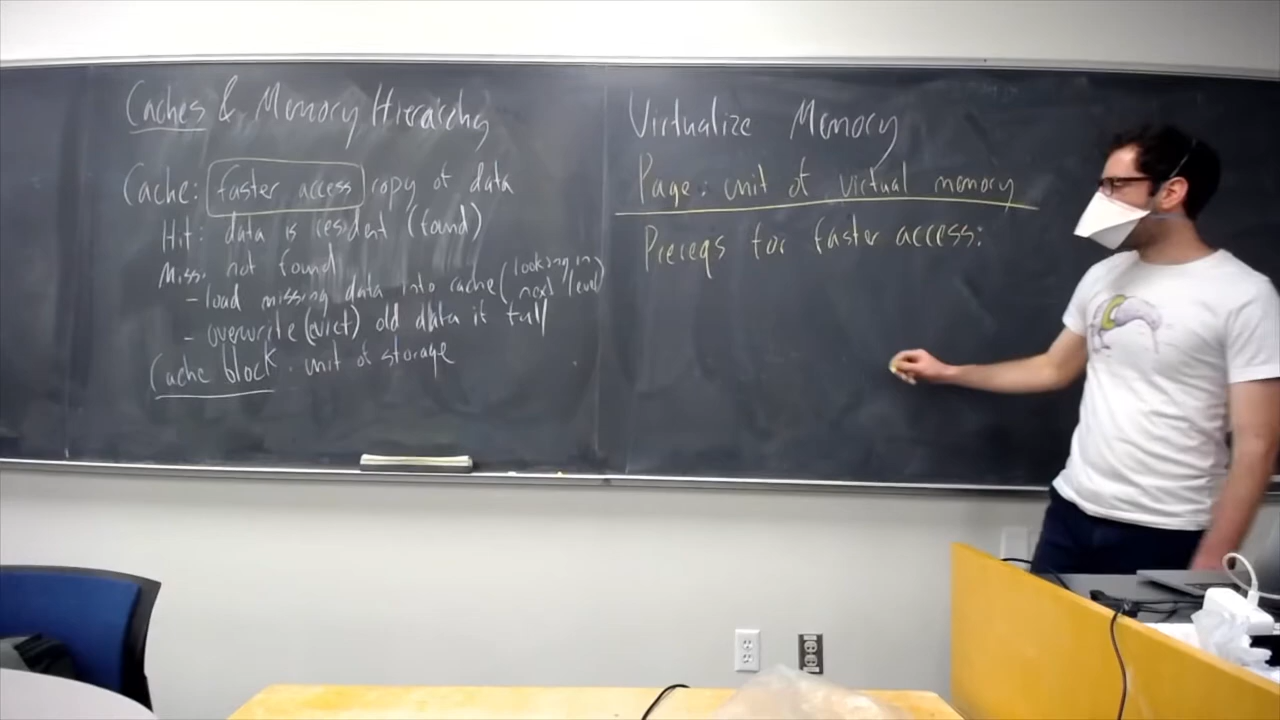 Caches & Memory Hierarchy
Cache: faster access copy of data
Hit: data is resident (found)
Miss: not found
- load missing data into cache (looking in next level)
- overwrite (evict) old data if full
Cache block: unit of storage
Virtualize Memory
Page: unit of virtual memory
Prereqs for faster access: